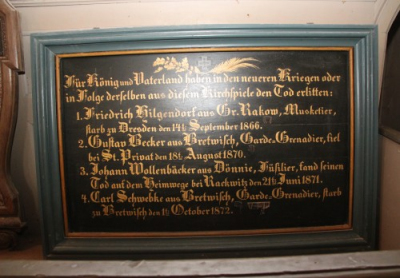 Für König und Vaterland haben in den neueren Kriegen oder
in Folge derselben aus diesem Kirchspiele den Tod erlitten:
1. Friedrich Hilgendorf aus Gr. Rakow, Musketier,
starb zu Dresden den 14t. September 1866.
2. Gustav Becker aus Bretwisch, Garde-Grenadier, fiel
bei St. Privat den 18t. August 1870.
3. Johann Wollenbäcker aus Dönnie, Füsilier, fand seinen
Tod auf dem Heimwege bei Rackwitz den 21t. Juni 1871.
4. Carl Schwebke aus Bretwisch, Garde-Grenadier, starb
zu Bretwisch den 1t. October 1872.